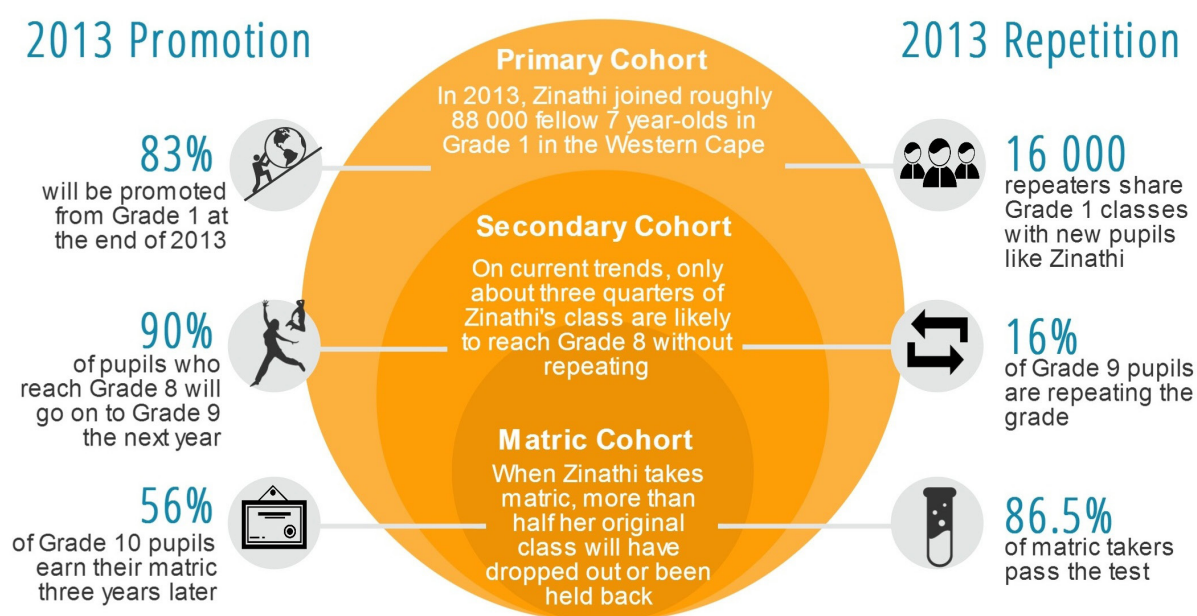 2013 Promotion
83%
will be promoted
from Grade 1 at
the end of 2013
90%
of pupils who
reach Grade 8 will
go on to Grade 9
the next year
56%
of Grade 10 pupils
earn their matric
three years later
Primary Cohort
In 2013, Zinathi joined roughly
88 000 fellow 7 year-olds in
Grade 1 in the Western Cape
Secondary Cohort
On current trends, only
about three quarters of
Zinathi's class are likely
to reach Grade 8 without
repeating
Matric Cohort
When Zinathi takes
matric, more than
half her original
class will have
dropped out or been
held back
2013 Repetition
16 000
repeaters share
Grade 1 classes
with new pupils
like Zinathi
16%
of Grade 9 pupils
are repeating the
grade
86.5%
of matric takers
pass the test